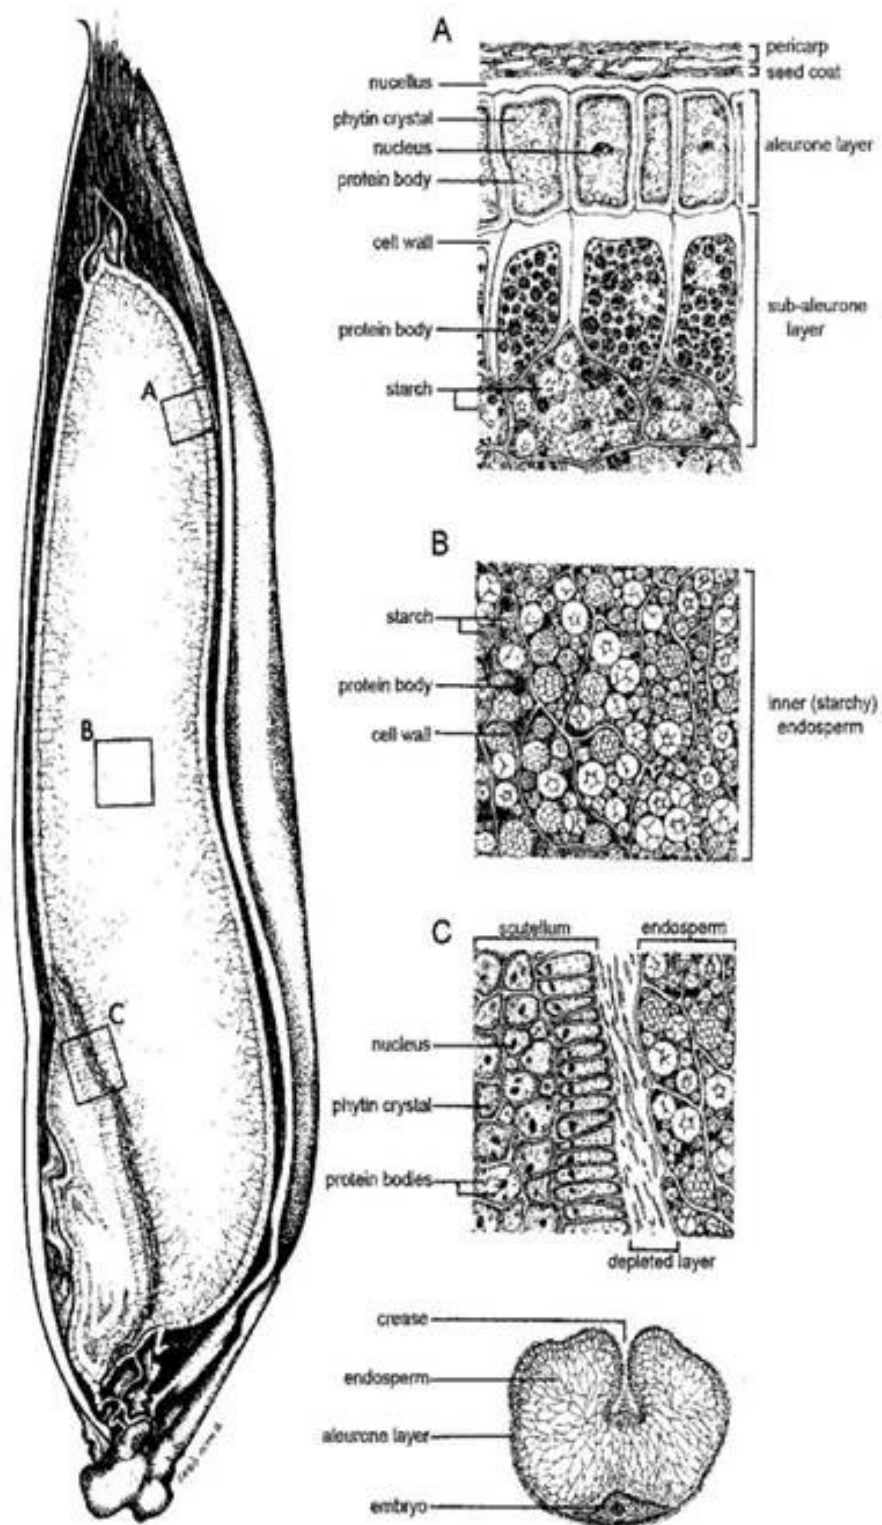 A
pericarp
seed coat
nucellus
phytin crystal
nucleus
aleurone layer
protein body
cell wall
sub-aleurone
layer
protein body
starch
A
B
starch
protein body
cell wall
inner (starchy)
endosperm
B
C
scutellum
endosperm
C
nucleus
phytin crystal
protein bodies
depleted layer
crease
endosperm
aleurone layer
embryo